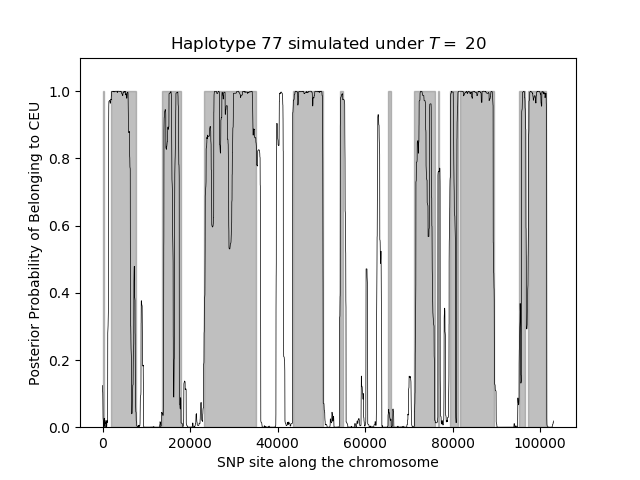 Haplotype 77 simulated under T = 20
Posterior Probability of Belonging to CEU
1.0
0.8
0.6
0.4
0.2
0.0
0 20000 40000 60000 80000 100000
SNP site along the chromosome